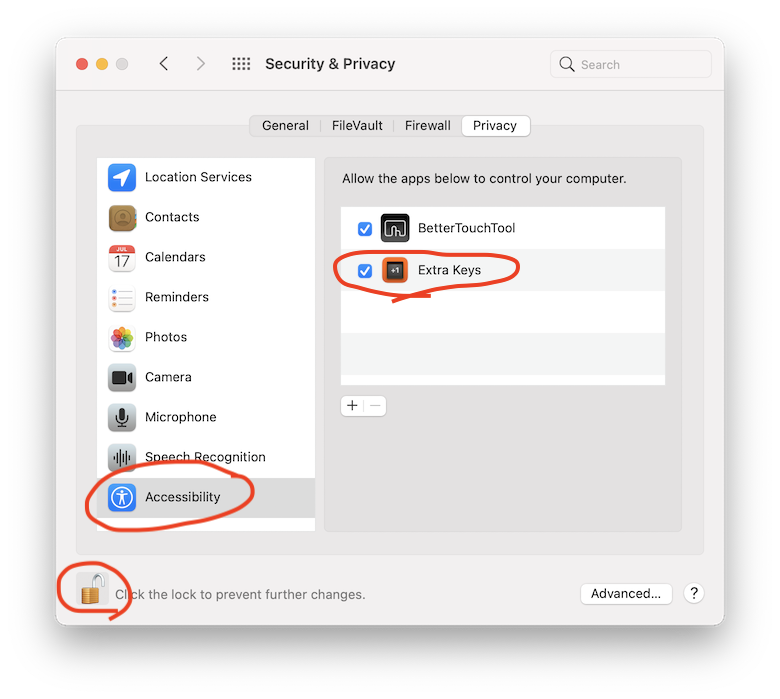 Security & Privacy
Search
General
FileVault
Firewall
Privacy
Location Services
Contacts
JUL
17
Calendars
Reminders
Photos
Camera
Microphone
Speech Recognition
Accessibility
Allow the apps below to control your computer.
BetterTouchTool
+1
Extra Keys
+
−
Click the lock to prevent further changes.
Advanced...
?